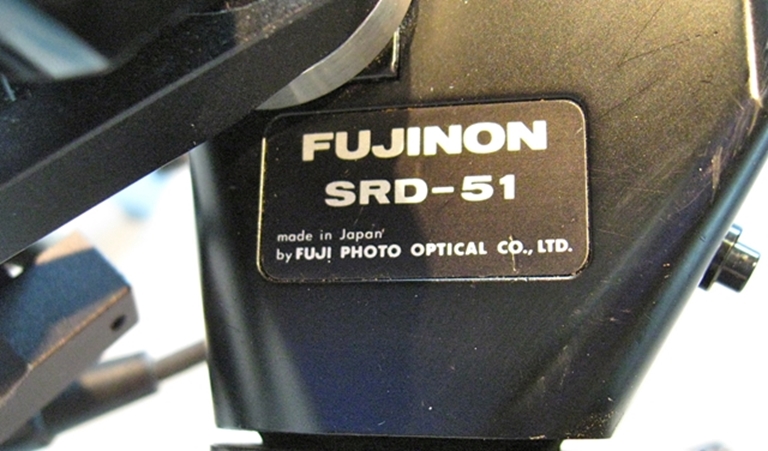 FUJINON
SRD-51
made in Japan
by FUJI PHOTO OPTICAL CO., LTD.